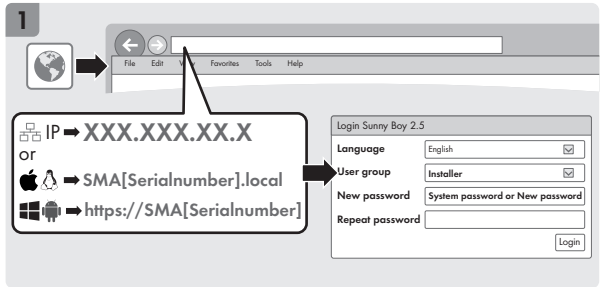 1
File Edit View Favorites Tools Help
IP XXX.XXX.XX.X
or
SMA[Serialnumber].local
https://SMA[Serialnumber]
Login Sunny Boy 2.5
Language English
User group Installer
New password System password or New password
Repeat password
Login